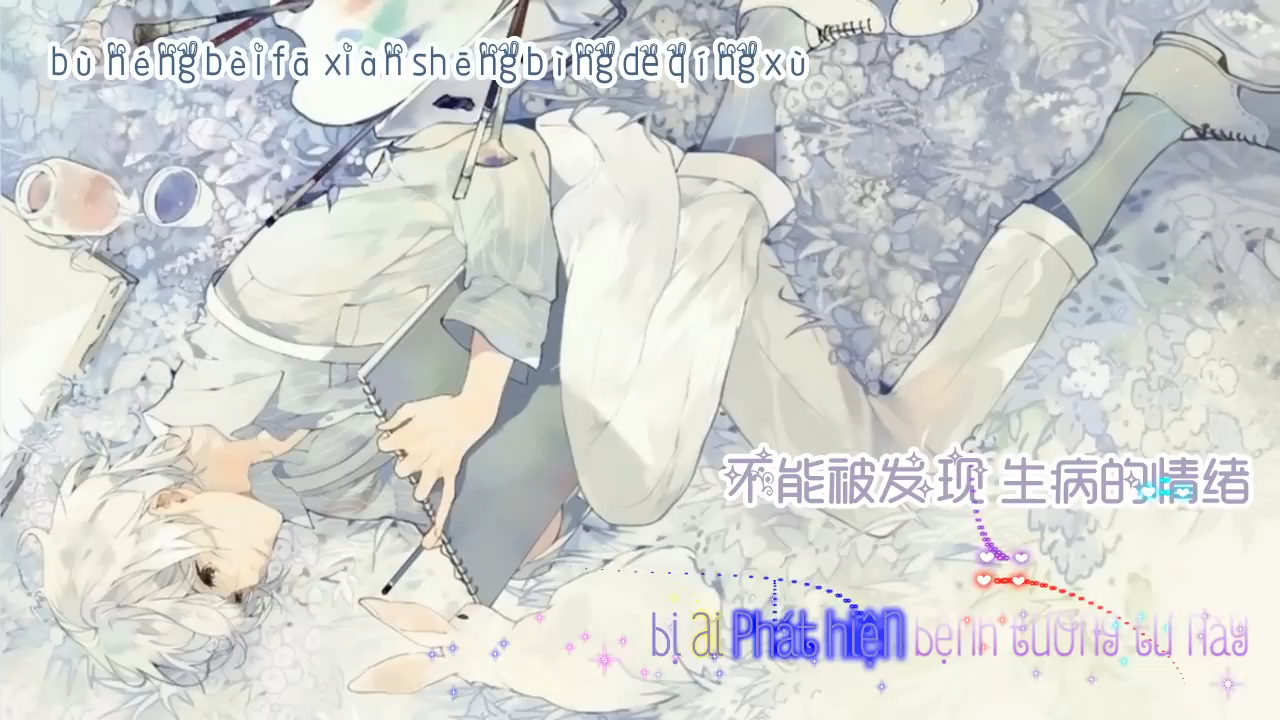 bù néng bèi fā xiàn shēng bìng de qíng xù
不能被发现 生病的情绪
bị ai Phát hiện bệnh tương tư này